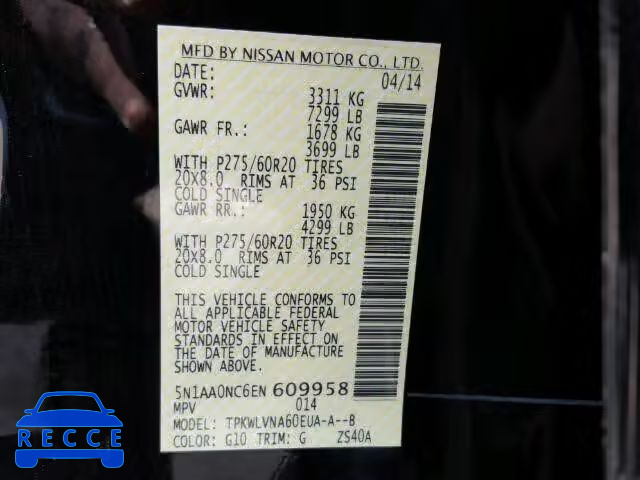 MFD BY NISSAN MOTOR CO., LTD.
DATE: 04/14
GVWR: 3311 KG
7299 LB
GAWR FR.: 1678 KG
3699 LB
WITH P275/60R20 TIRES
20X8.0 RIMS AT 36 PSI
COLD SINGLE
GAWR RR.: 1950 KG
4299 LB
WITH P275/60R20 TIRES
20X8.0 RIMS AT 36 PSI
COLD SINGLE
THIS VEHICLE CONFORMS TO
ALL APPLICABLE FEDERAL
MOTOR VEHICLE SAFETY
STANDARDS IN EFFECT ON
THE DATE OF MANUFACTURE
SHOWN ABOVE.
5N1AA0NC6EN 609958
MPV 014
MODEL: TPKWLVNA60EUA-A--B
COLOR: G10 TRIM: G ZS40A
RECCE